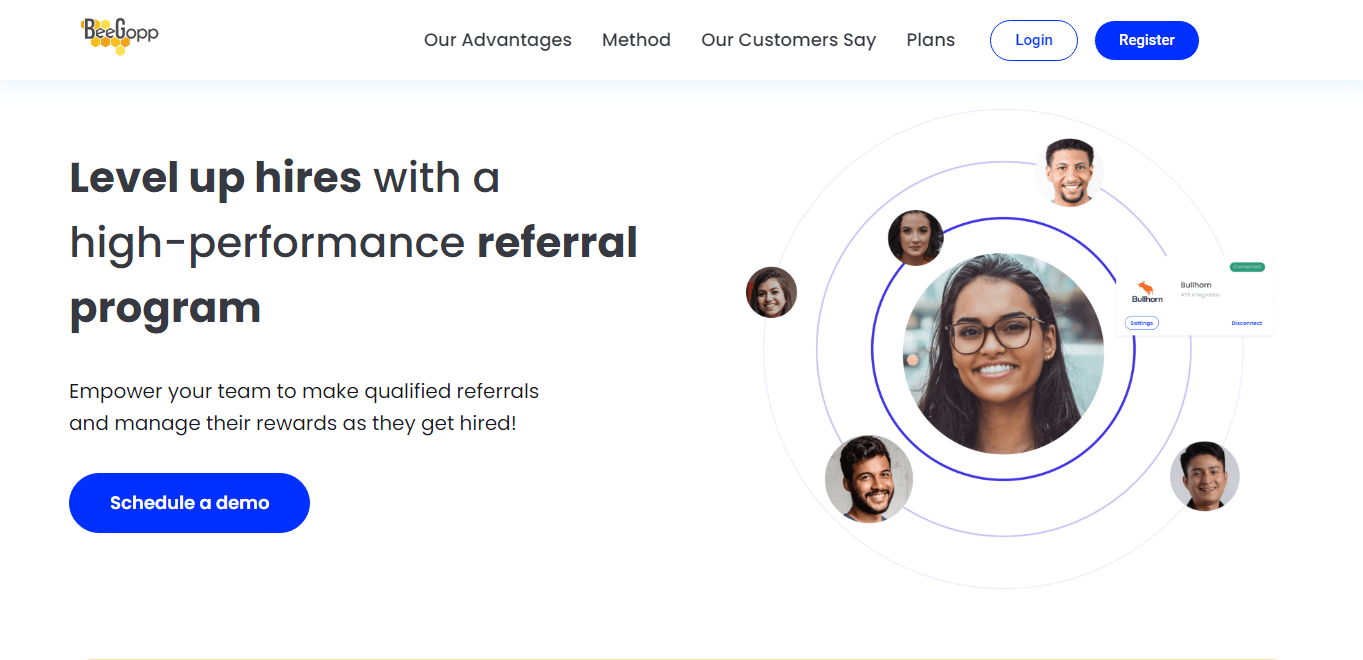 BeeGopp
Our Advantages
Method
Our Customers Say
Plans
Login
Register
Level up hires with a
high-performance referral
program
Empower your team to make qualified referrals
and manage their rewards as they get hired!
Schedule a demo
Connected
Bullhorn
Bullhorn
ATS Integration
Settings
Disconnect